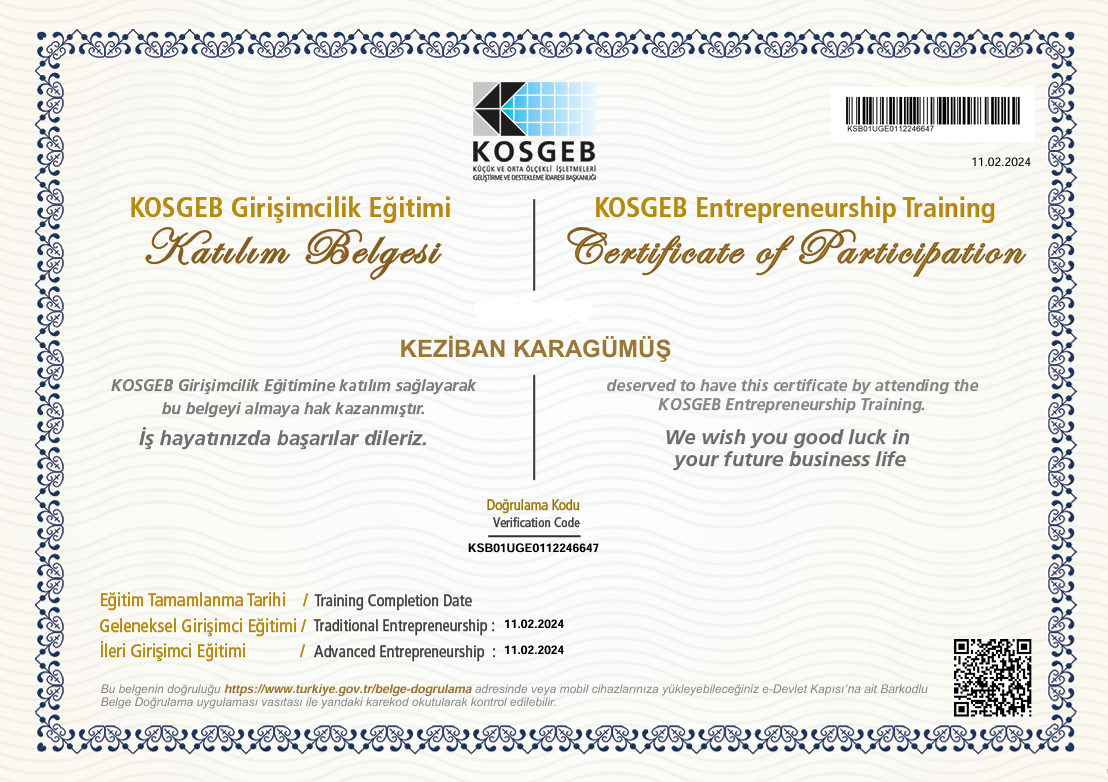 KOSGEB
KÜÇÜK VE ORTA ÖLÇEKLİ İŞLETMELERİ
GELİŞTİRME VE DESTEKLEME İDARESİ BAŞKANLIĞI
KSB01UGE0112246647
11.02.2024
KOSGEB Girişimcilik Eğitimi
Katılım Belgesi
KOSGEB Entrepreneurship Training
Certificate of Participation
KEZİBAN KARAGÜMÜŞ
KOSGEB Girişimcilik Eğitimine katılım sağlayarak
bu belgeyi almaya hak kazanmıştır.
İş hayatınızda başarılar dileriz.
deserved to have this certificate by attending the
KOSGEB Entrepreneurship Training.
We wish you good luck in
your future business life
Doğrulama Kodu
Verification Code
KSB01UGE0112246647
Eğitim Tamamlanma Tarihi / Training Completion Date
Geleneksel Girişimci Eğitimi / Traditional Entrepreneurship : 11.02.2024
İleri Girişimci Eğitimi / Advanced Entrepreneurship : 11.02.2024
Bu belgenin doğruluğu https://www.turkiye.gov.tr/belge-dogrulama adresinde veya mobil cihazlarınıza yükleyebileceğiniz e-Devlet Kapısı'na ait Barkodlu
Belge Doğrulama uygulaması vasıtası ile yandaki karekod okutularak kontrol edilebilir.